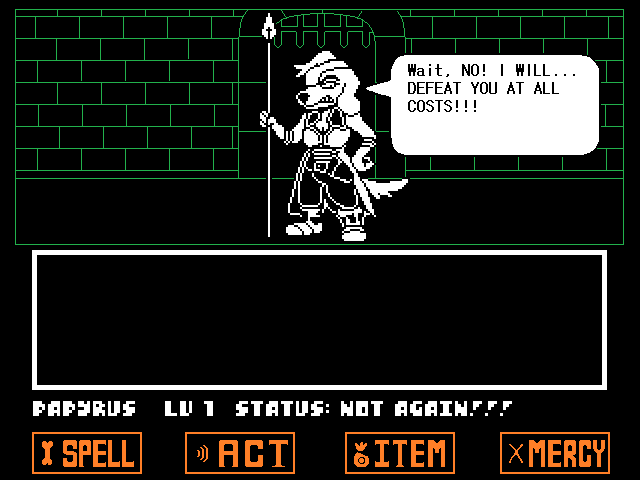 Wait, NO! I WILL...
DEFEAT YOU AT ALL
COSTS!!!
PAPYRUS LV 1 STATUS: NOT AGAIN!!!
SPELL ACT ITEM MERCY